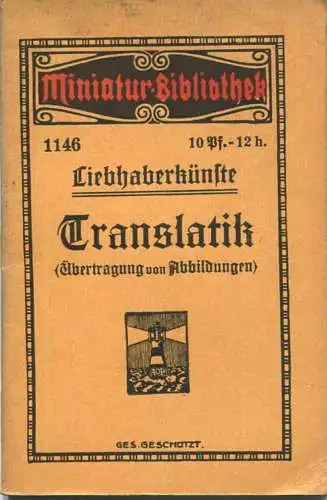 Miniatur-Bibliothek
1146 10 Pf.-12 h.
Liebhaberkünste
Translatik
(Übertragung von Abbildungen)
GES. GESCHÜTZT.